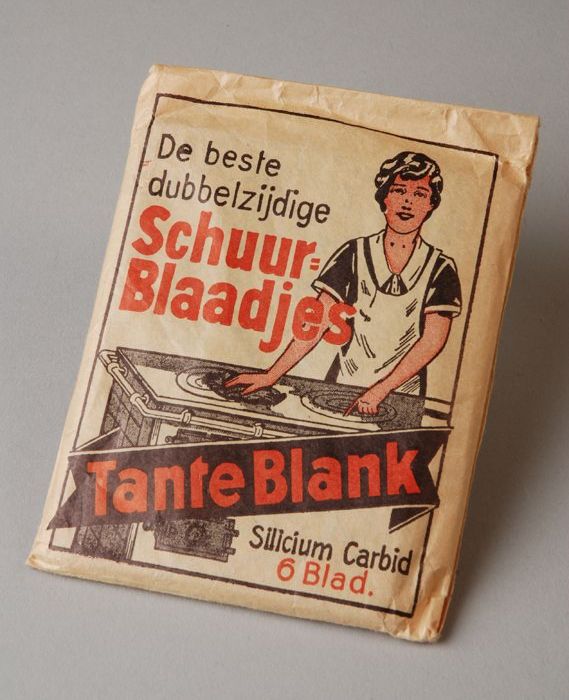 De beste
dubbelzijdige
Schuur=
Blaadjes
Tante Blank
Silicium Carbid
6 Blad.